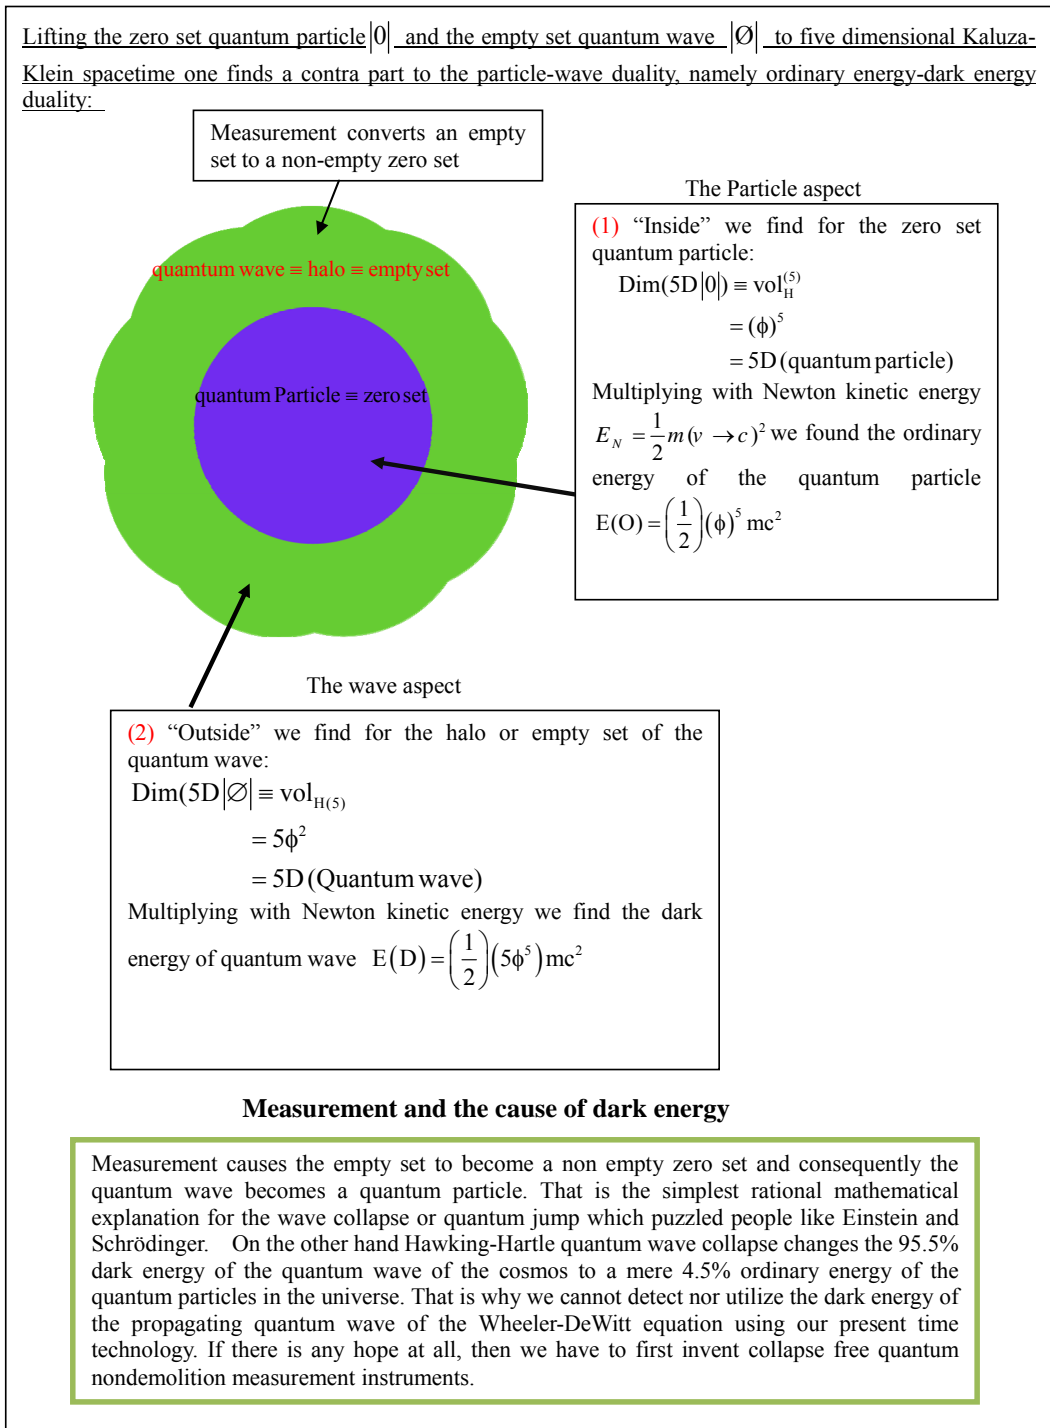 Lifting the zero set quantum particle |0| and the empty set quantum wave |Ø| to five dimensional Kaluza-
Klein spacetime one finds a contra part to the particle-wave duality, namely ordinary energy-dark energy
duality:
Measurement converts an empty
set to a non-empty zero set
quamtum wave ≡ halo ≡ empty set
quantum Particle ≡ zero set
The Particle aspect
(1) “Inside” we find for the zero set
quantum particle:
Dim(5D|0|) ≡ vol_H^(5)
= (ϕ)^5
= 5D (quantum particle)
Multiplying with Newton kinetic energy
E_N = 1/2 m(v → c)^2 we found the ordinary
energy of the quantum particle
E(O) = (1/2)(ϕ)^5 mc^2
The wave aspect
(2) “Outside” we find for the halo or empty set of the
quantum wave:
Dim(5D|∅| ≡ vol_H(5)
= 5ϕ^2
= 5D (Quantum wave)
Multiplying with Newton kinetic energy we find the dark
energy of quantum wave E(D) = (1/2)(5ϕ^5) mc^2
Measurement and the cause of dark energy
Measurement causes the empty set to become a non empty zero set and consequently the
quantum wave becomes a quantum particle. That is the simplest rational mathematical
explanation for the wave collapse or quantum jump which puzzled people like Einstein and
Schrödinger. On the other hand Hawking-Hartle quantum wave collapse changes the 95.5%
dark energy of the quantum wave of the cosmos to a mere 4.5% ordinary energy of the
quantum particles in the universe. That is why we cannot detect nor utilize the dark energy of
the propagating quantum wave of the Wheeler-DeWitt equation using our present time
technology. If there is any hope at all, then we have to first invent collapse free quantum
nondemolition measurement instruments.